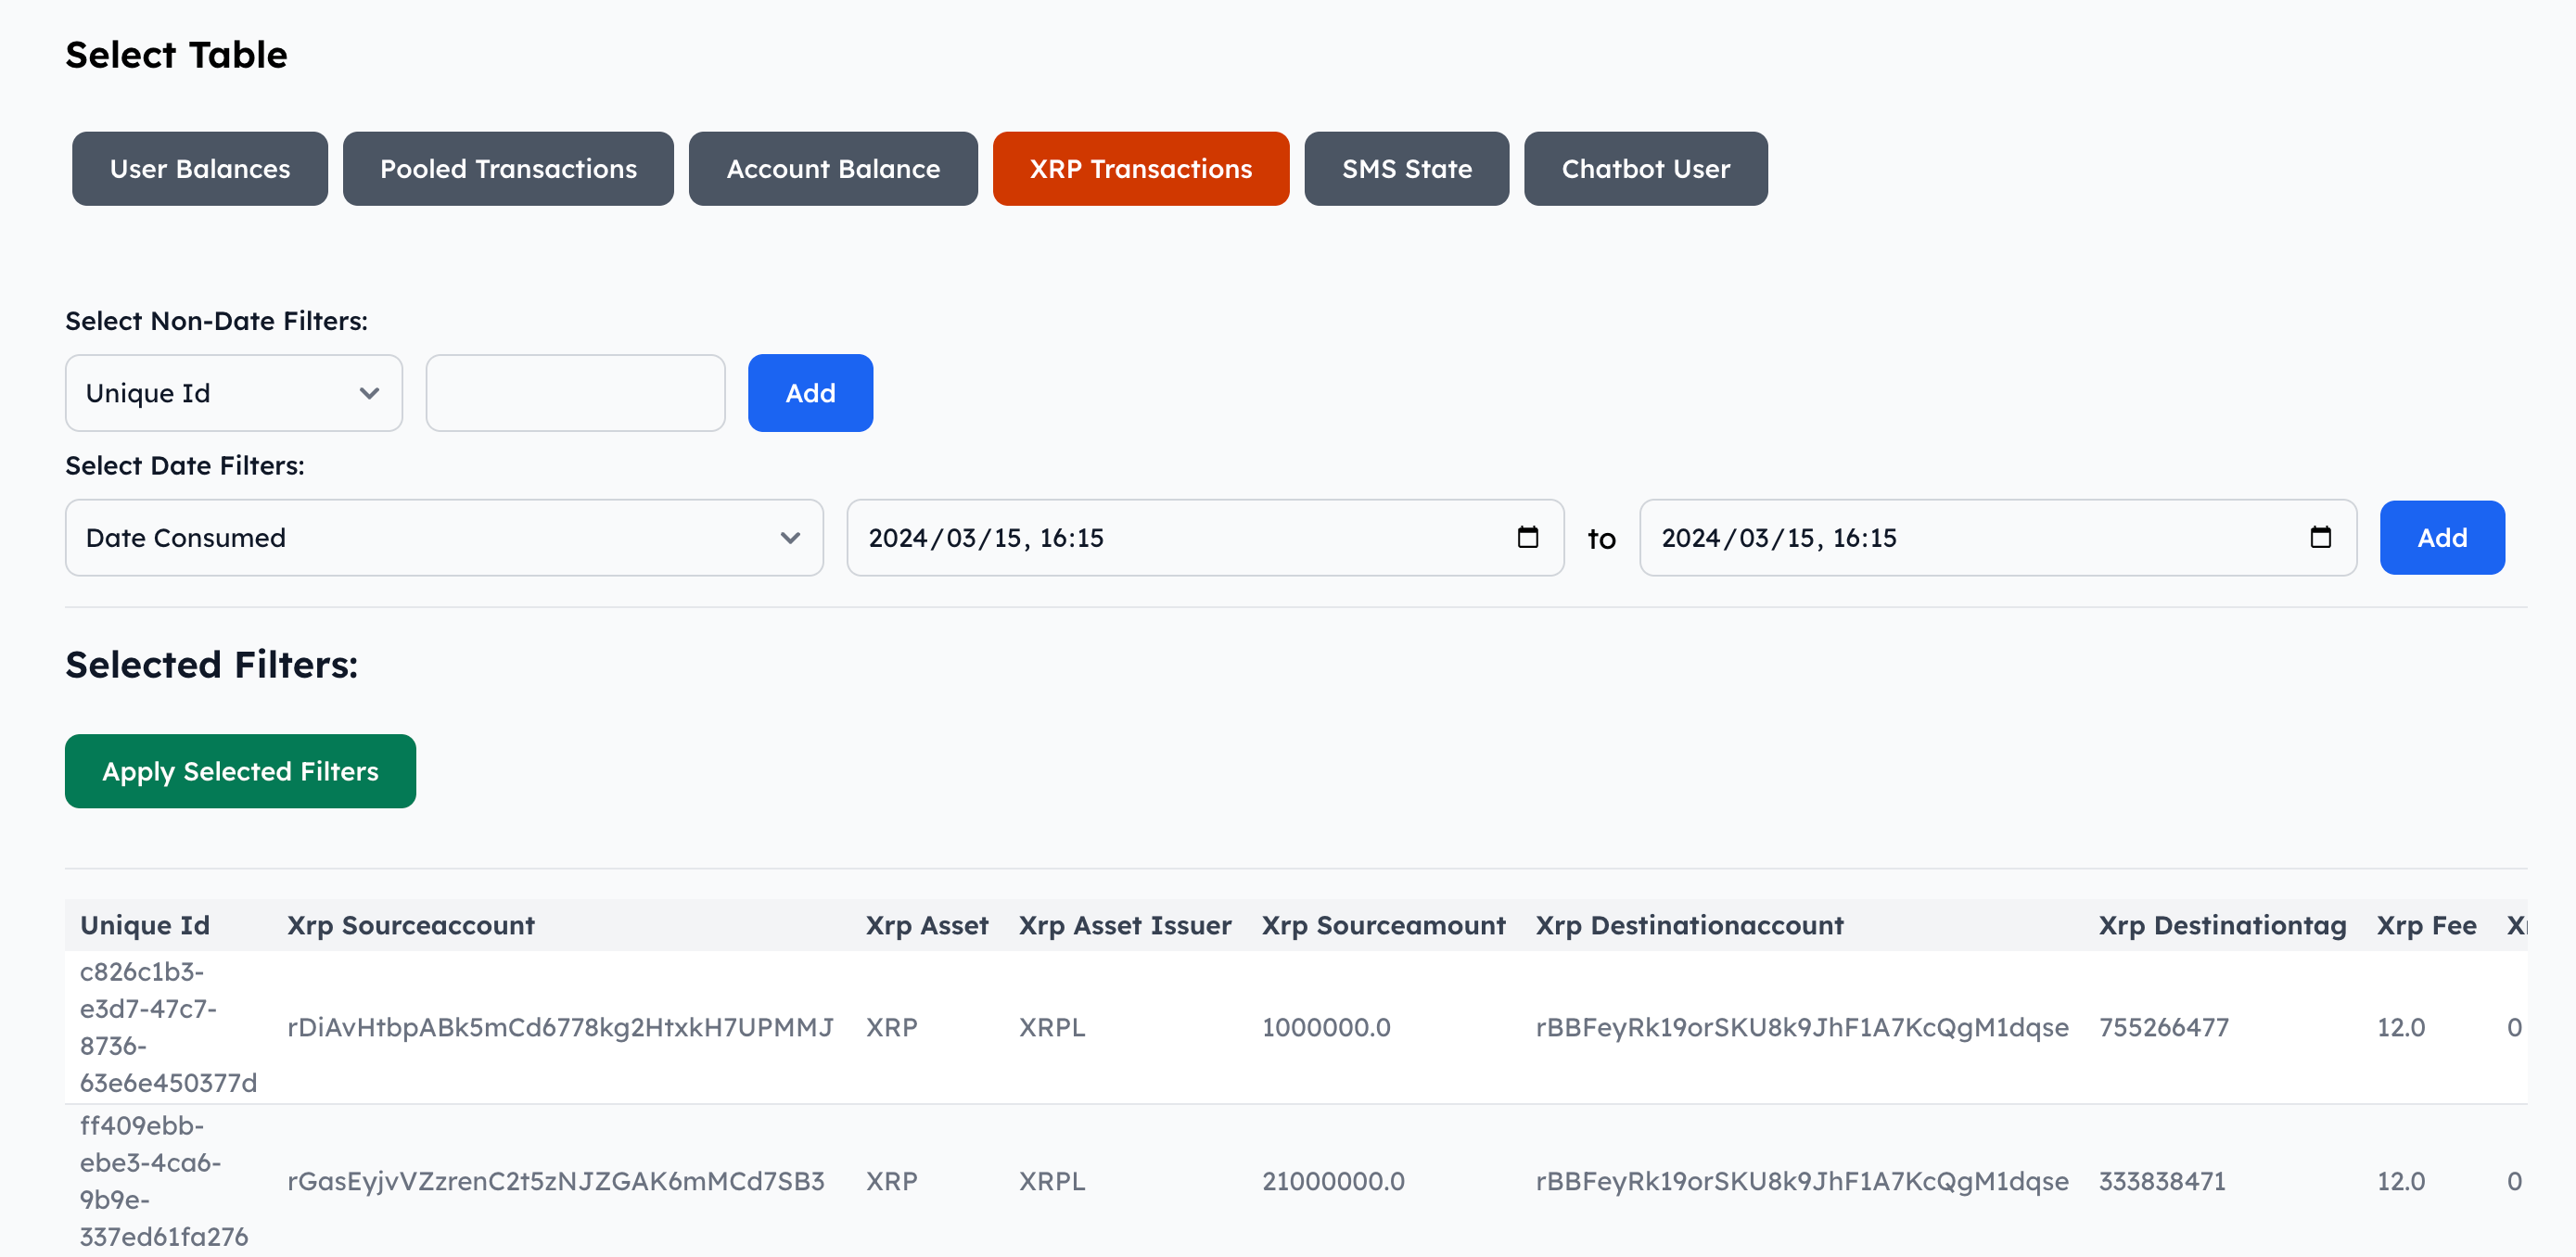 Select Table
User Balances Pooled Transactions Account Balance XRP Transactions SMS State Chatbot User
Select Non-Date Filters:
Unique Id Add
Select Date Filters:
Date Consumed 2024/03/15, 16:15 to 2024/03/15, 16:15 Add
Selected Filters:
Apply Selected Filters
Unique Id Xrp Sourceaccount Xrp Asset Xrp Asset Issuer Xrp Sourceamount Xrp Destinationaccount Xrp Destinationtag Xrp Fee
c826c1b3-
e3d7-47c7-
8736-
63e6e450377d
rDiAvHtbpABk5mCd6778kg2HtxkH7UPMMJ XRP XRPL 1000000.0 rBBFeyRk19orSKU8k9JhF1A7KcQgM1dqse 755266477 12.0 0
ff409ebb-
ebe3-4ca6-
9b9e-
337ed61fa276
rGasEyjvVZzrenC2t5zNJZGAK6mMCd7SB3 XRP XRPL 21000000.0 rBBFeyRk19orSKU8k9JhF1A7KcQgM1dqse 333838471 12.0 0